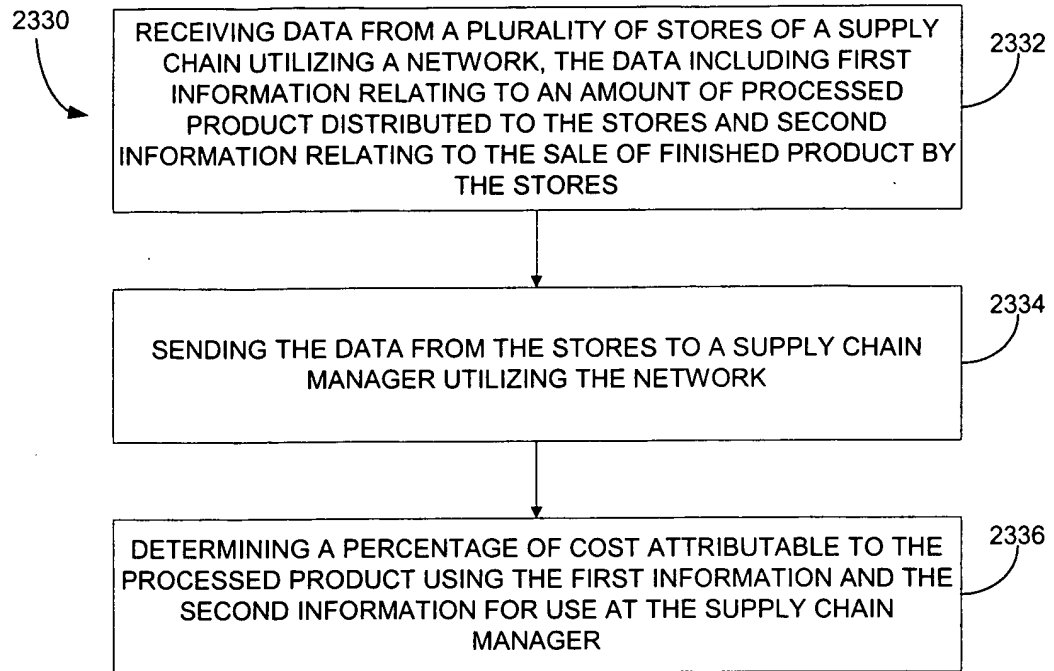 2330
RECEIVING DATA FROM A PLURALITY OF STORES OF A SUPPLY
CHAIN UTILIZING A NETWORK, THE DATA INCLUDING FIRST
INFORMATION RELATING TO AN AMOUNT OF PROCESSED
PRODUCT DISTRIBUTED TO THE STORES AND SECOND
INFORMATION RELATING TO THE SALE OF FINISHED PRODUCT BY
THE STORES
2332
SENDING THE DATA FROM THE STORES TO A SUPPLY CHAIN
MANAGER UTILIZING THE NETWORK
2334
DETERMINING A PERCENTAGE OF COST ATTRIBUTABLE TO THE
PROCESSED PRODUCT USING THE FIRST INFORMATION AND THE
SECOND INFORMATION FOR USE AT THE SUPPLY CHAIN
MANAGER
2336